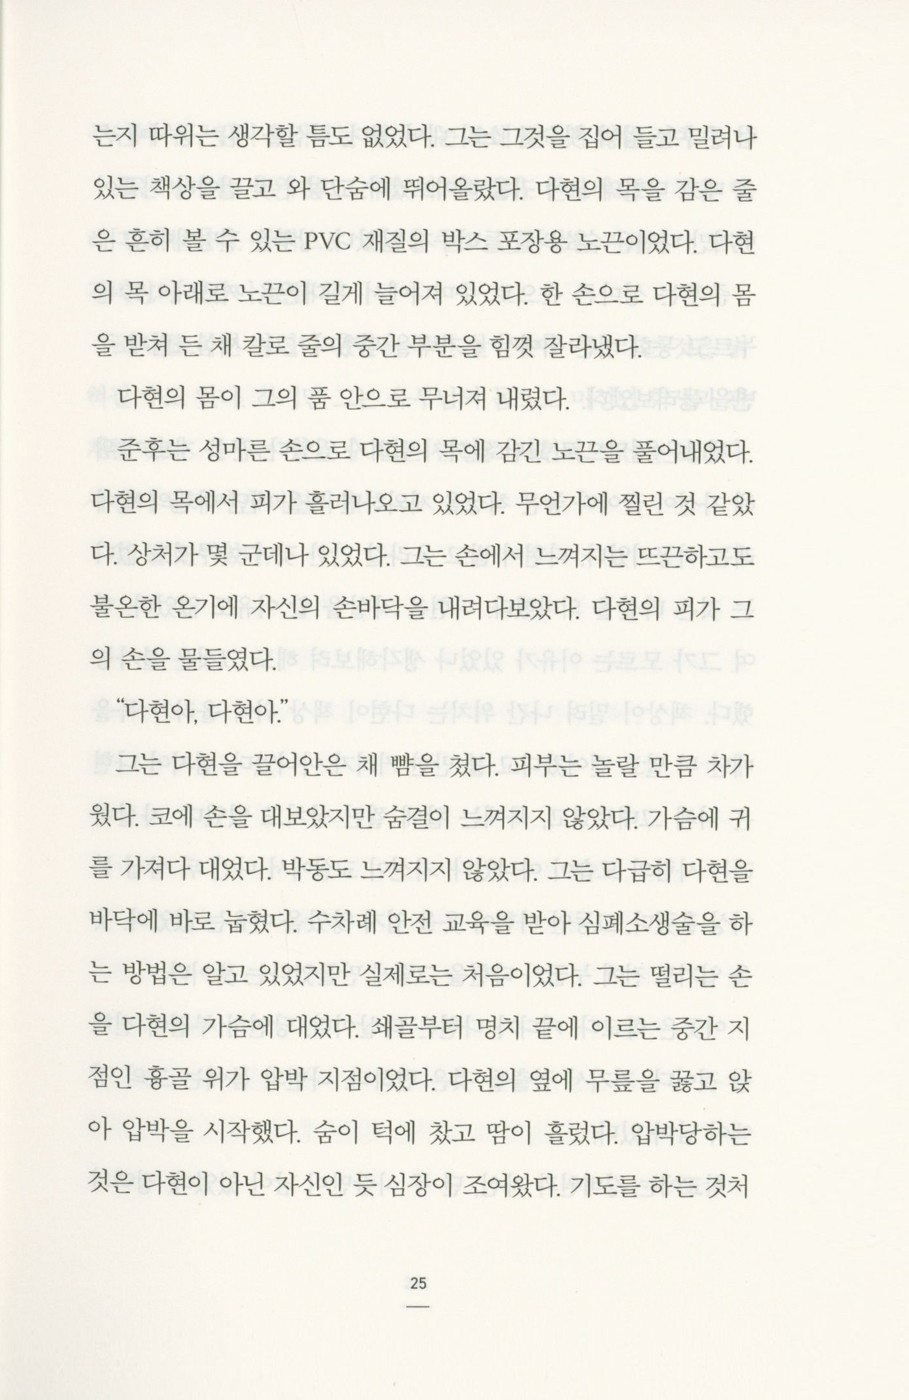 는지 따위는 생각할 틈도 없었다. 그는 그것을 집어 들고 밀려나
있는 책상을 끌고 와 단숨에 뛰어올랐다. 다현의 목을 감은 줄
은 흔히 볼 수 있는 PVC 재질의 박스 포장용 노끈이었다. 다현
의 목 아래로 노끈이 길게 늘어져 있었다. 한 손으로 다현의 몸
을 받쳐 든 채 칼로 줄의 중간 부분을 힘껏 잘라냈다.
다현의 몸이 그의 품 안으로 무너져 내렸다.
준후는 성마른 손으로 다현의 목에 감긴 노끈을 풀어내었다.
다현의 목에서 피가 흘러나오고 있었다. 무언가에 찔린 것 같았
다. 상처가 몇 군데나 있었다. 그는 손에서 느껴지는 뜨끈하고도
불온한 온기에 자신의 손바닥을 내려다보았다. 다현의 피가 그
의 손을 물들였다.
“다현아, 다현아.”
그는 다현을 끌어안은 채 뺨을 쳤다. 피부는 놀랄 만큼 차가
웠다. 코에 손을 대보았지만 숨결이 느껴지지 않았다. 가슴에 귀
를 가져다 대었다. 박동도 느껴지지 않았다. 그는 다급히 다현을
바닥에 바로 눕혔다. 수차례 안전 교육을 받아 심폐소생술을 하
는 방법은 알고 있었지만 실제로는 처음이었다. 그는 떨리는 손
을 다현의 가슴에 대었다. 쇄골부터 명치 끝에 이르는 중간 지
점인 흉골 위가 압박 지점이었다. 다현의 옆에 무릎을 꿇고 앉
아 압박을 시작했다. 숨이 턱에 찼고 땀이 흘렀다. 압박당하는
것은 다현이 아닌 자신인 듯 심장이 조여왔다. 기도를 하는 것처
25